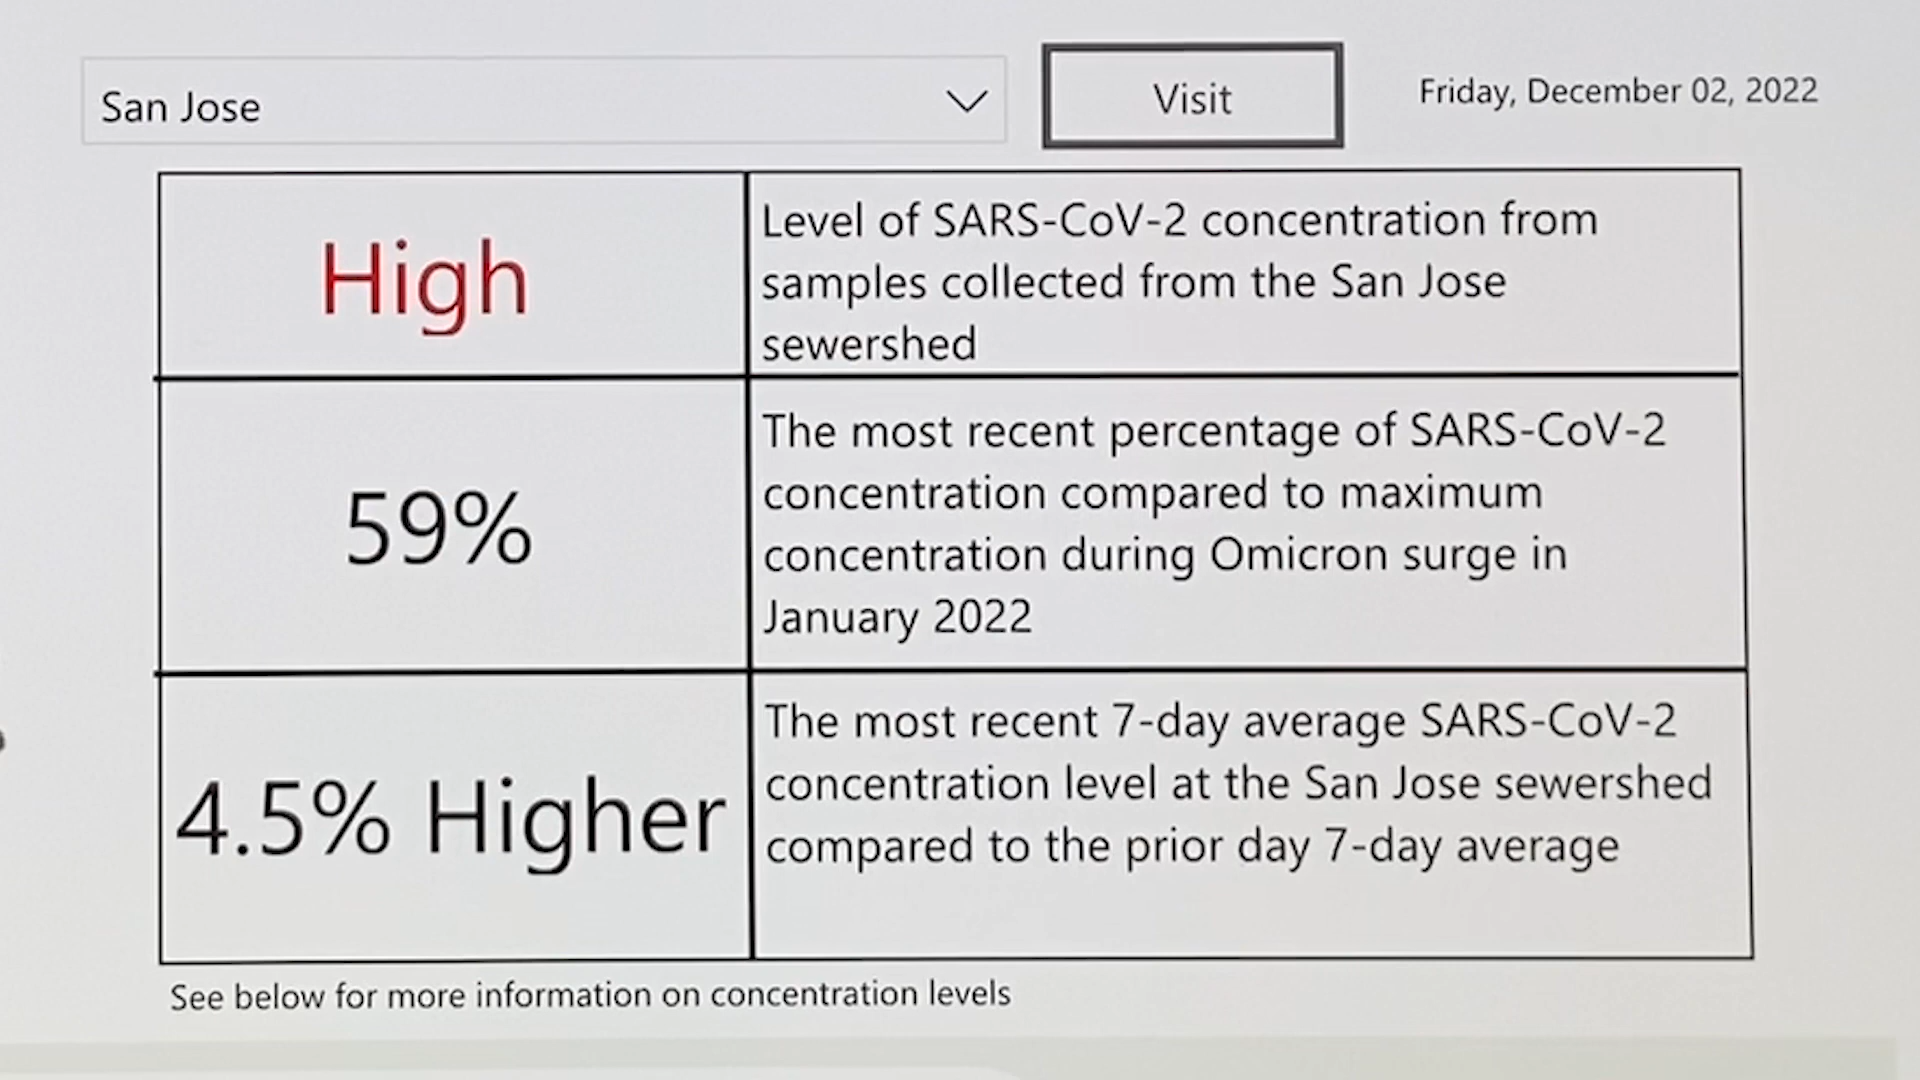 San Jose
Visit
Friday, December 02, 2022
High
Level of SARS-CoV-2 concentration from
samples collected from the San Jose
sewershed
59%
The most recent percentage of SARS-CoV-2
concentration compared to maximum
concentration during Omicron surge in
January 2022
4.5% Higher
The most recent 7-day average SARS-CoV-2
concentration level at the San Jose sewershed
compared to the prior day 7-day average
See below for more information on concentration levels